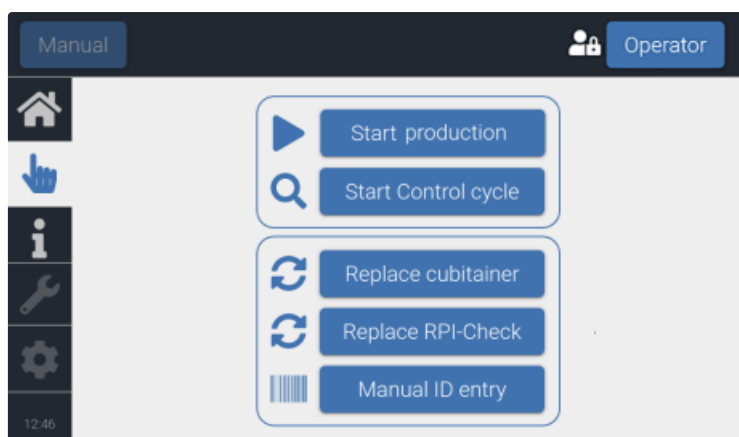 Manual
Operator
Start production
Start Control cycle
Replace cubitainer
Replace RPI-Check
Manual ID entry
12:46